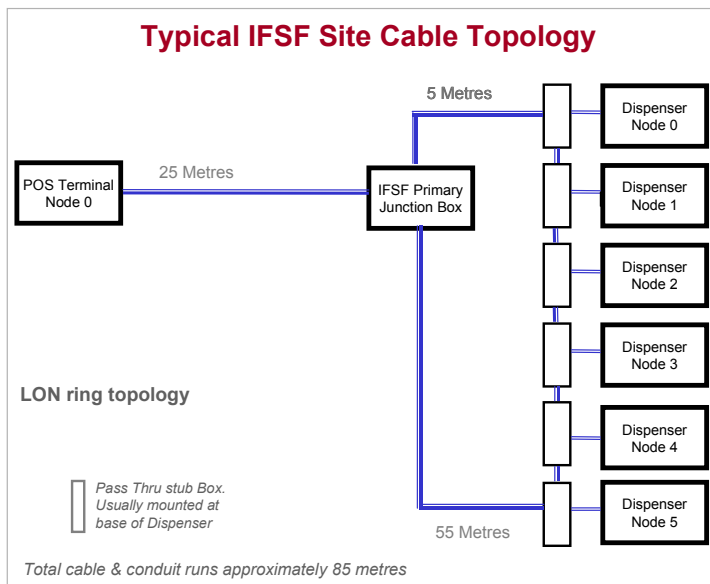 Typical IFSF Site Cable Topology
5 Metres
Dispenser
Node 0
25 Metres
POS Terminal
Node 0
IFSF Primary
Junction Box
Dispenser
Node 1
Dispenser
Node 2
Dispenser
Node 3
LON ring topology
Dispenser
Node 4
Pass Thru stub Box.
Usually mounted at
base of Dispenser
Dispenser
Node 5
55 Metres
Total cable & conduit runs approximately 85 metres